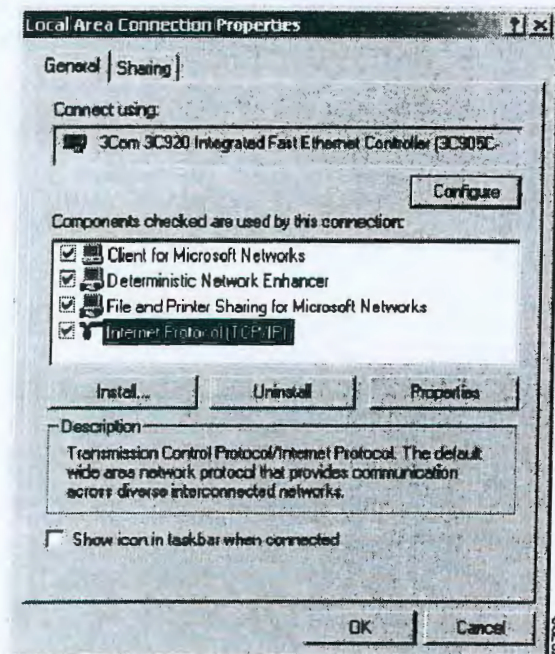 Local Area Connection Properties
General
Sharing
Connect using:
3Com 3C920 Integrated Fast Ethernet Controller (3C905C-
Configure
Components checked are used by this connection:
Client for Microsoft Networks
Deterministic Network Enhancer
File and Printer Sharing for Microsoft Networks
Internet Protocol (TCP/IP)
Install...
Uninstall
Properties
Description
Transmission Control Protocol/Internet Protocol. The default
wide area network protocol that provides communication
across diverse interconnected networks.
Show icon in taskbar when connected
OK
Cancel